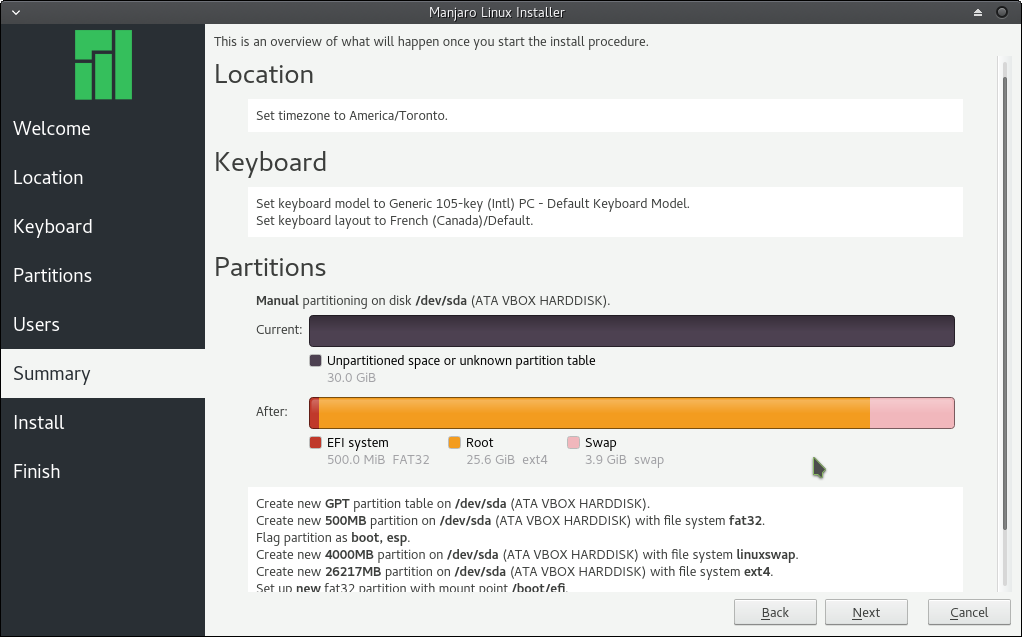 Manjaro Linux Installer
Welcome
Location
Keyboard
Partitions
Users
Summary
Install
Finish
This is an overview of what will happen once you start the install procedure.
Location
Set timezone to America/Toronto.
Keyboard
Set keyboard model to Generic 105-key (Intl) PC - Default Keyboard Model.
Set keyboard layout to French (Canada)/Default.
Partitions
Manual partitioning on disk /dev/sda (ATA VBOX HARDDISK).
Current:
Unpartitioned space or unknown partition table
30.0 GiB
After:
EFI system Root Swap
500.0 MiB FAT32 25.6 GiB ext4 3.9 GiB swap
Create new GPT partition table on /dev/sda (ATA VBOX HARDDISK).
Create new 500MB partition on /dev/sda (ATA VBOX HARDDISK) with file system fat32.
Flag partition as boot, esp.
Create new 4000MB partition on /dev/sda (ATA VBOX HARDDISK) with file system linuxswap.
Create new 26217MB partition on /dev/sda (ATA VBOX HARDDISK) with file system ext4.
Set up new fat32 partition with mount point /boot/efi.
Back Next Cancel